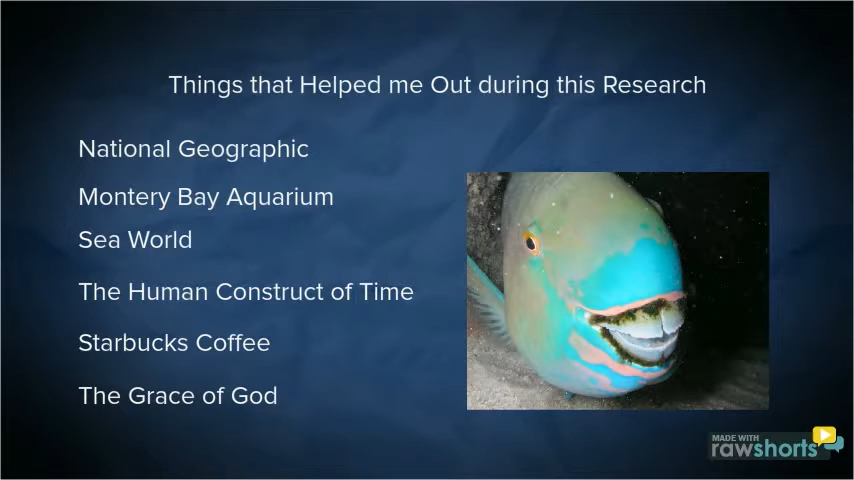 Things that Helped me Out during this Research
National Geographic
Montery Bay Aquarium
Sea World
The Human Construct of Time
Starbucks Coffee
The Grace of God
MADE WITH
rawshorts